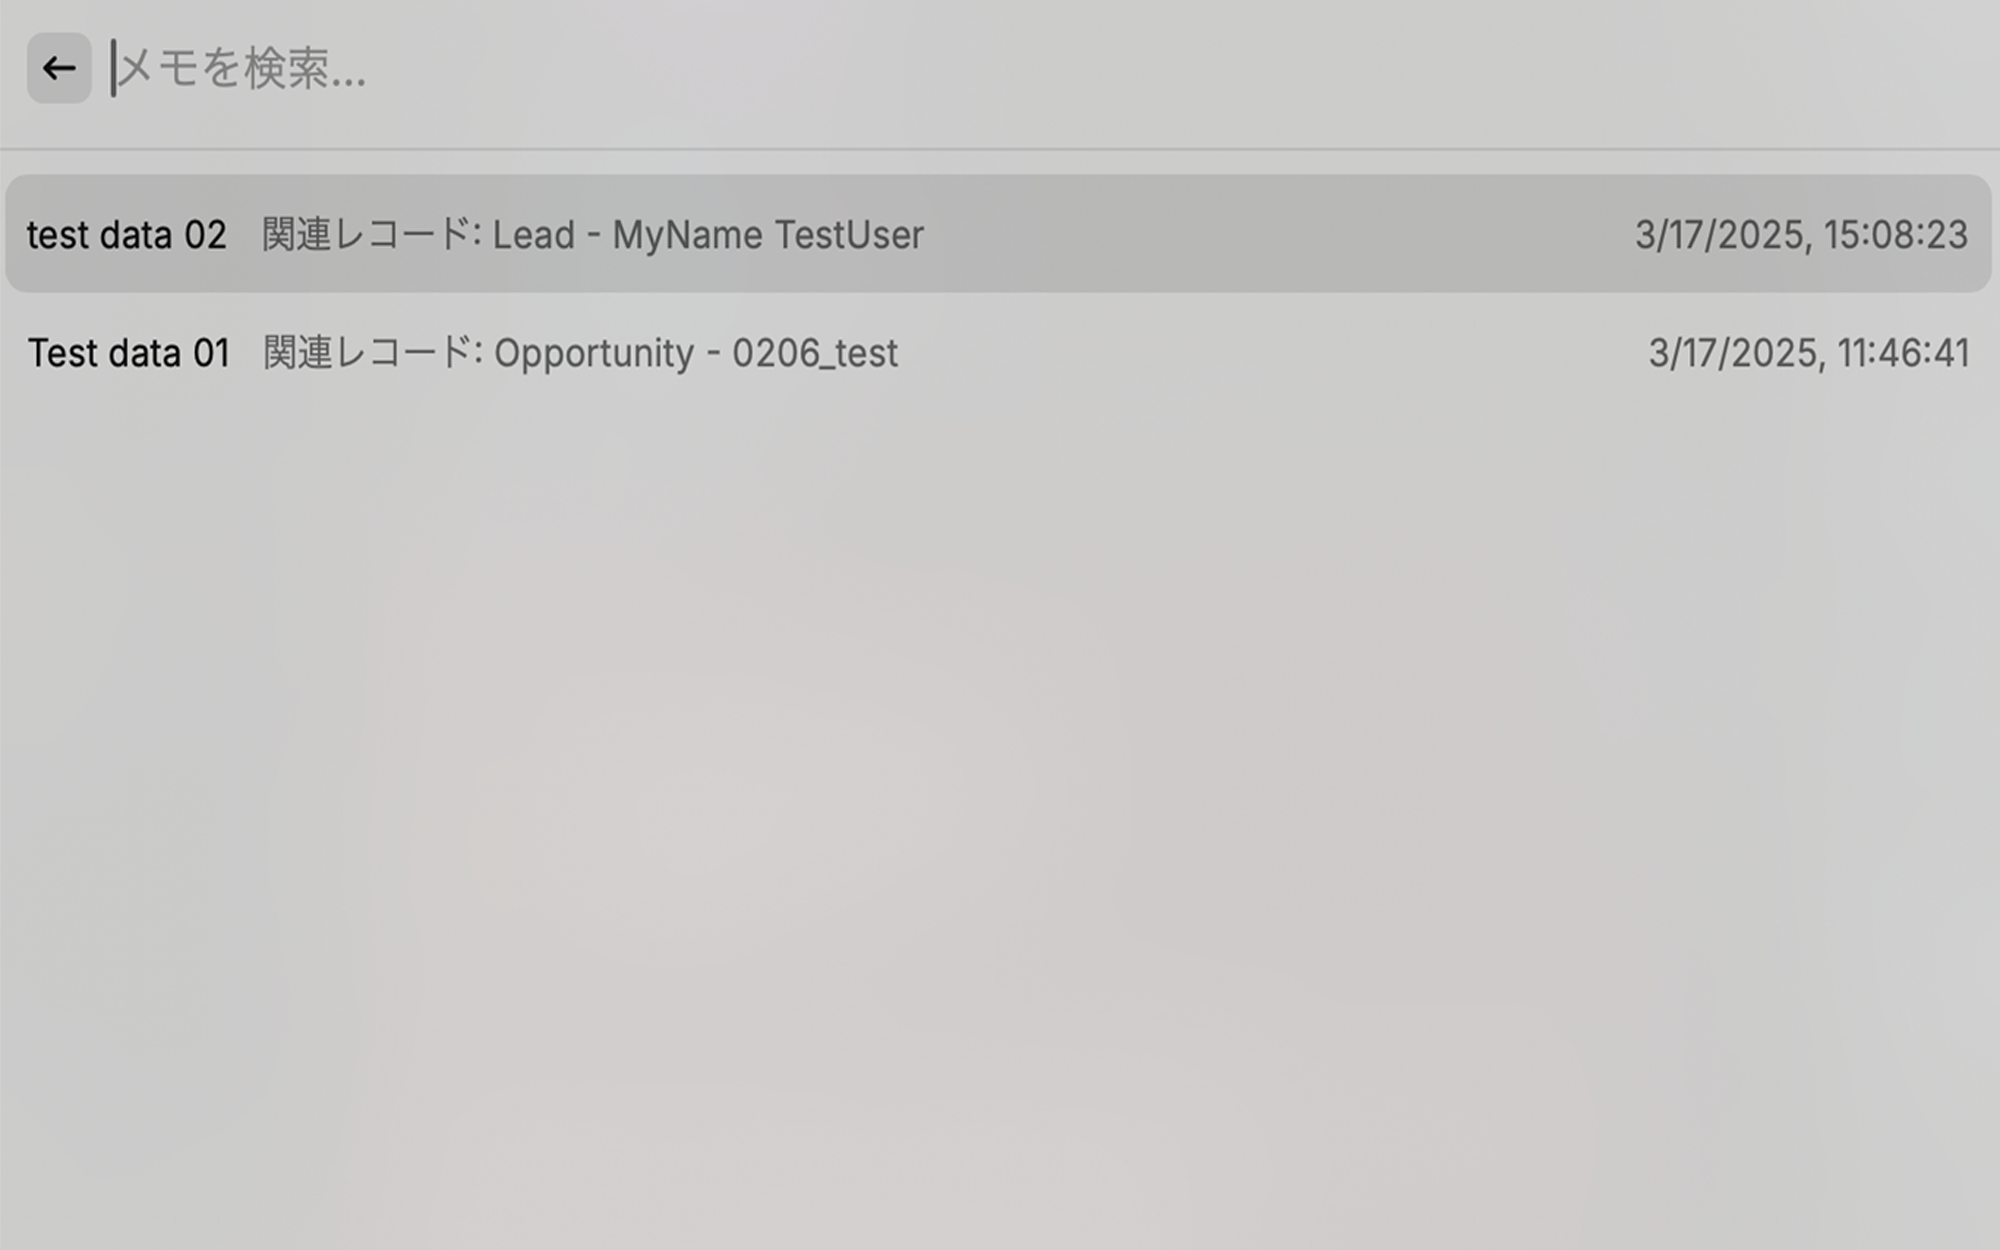 メモを検索...
test data 02 関連レコード: Lead - MyName TestUser 3/17/2025, 15:08:23
Test data 01 関連レコード: Opportunity - 0206_test 3/17/2025, 11:46:41